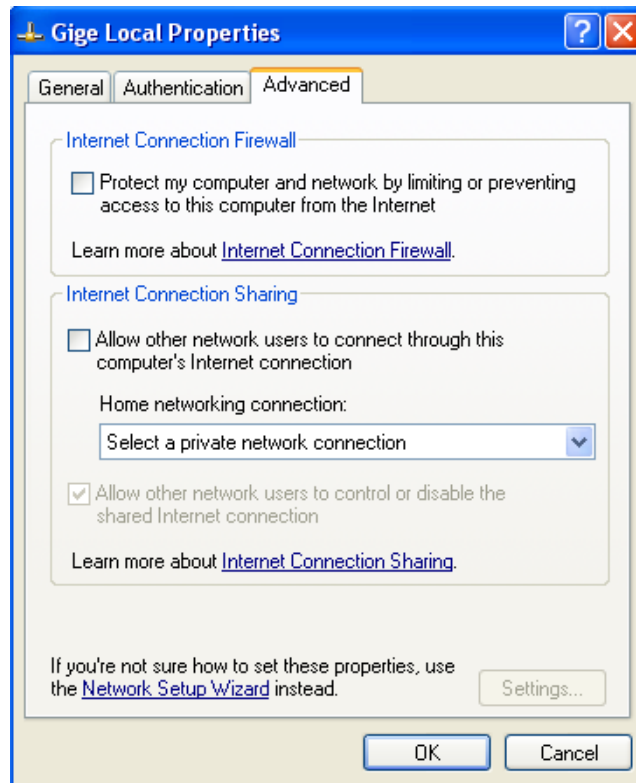 Gige Local Properties
General Authentication Advanced
Internet Connection Firewall
Protect my computer and network by limiting or preventing
access to this computer from the Internet
Learn more about Internet Connection Firewall.
Internet Connection Sharing
Allow other network users to connect through this
computer's Internet connection
Home networking connection:
Select a private network connection
Allow other network users to control or disable the
shared Internet connection
Learn more about Internet Connection Sharing.
If you're not sure how to set these properties, use
the Network Setup Wizard instead.
Settings...
OK Cancel